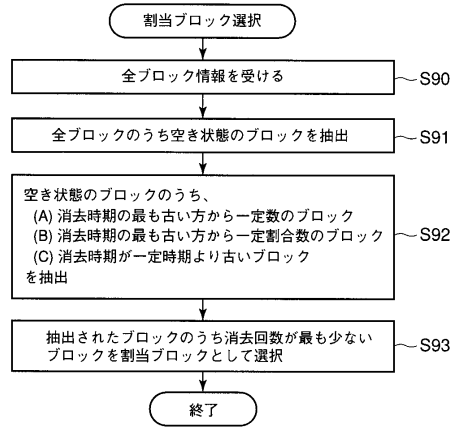 割当ブロック選択
全ブロック情報を受ける
S90
全ブロックのうち空き状態のブロックを抽出
S91
空き状態のブロックのうち、
(A) 消去時期の最も古い方から一定数のブロック
(B) 消去時期の最も古い方から一定割合数のブロック
(C) 消去時期が一定時期より古いブロック
を抽出
S92
抽出されたブロックのうち消去回数が最も少ない
ブロックを割当ブロックとして選択
S93
終了